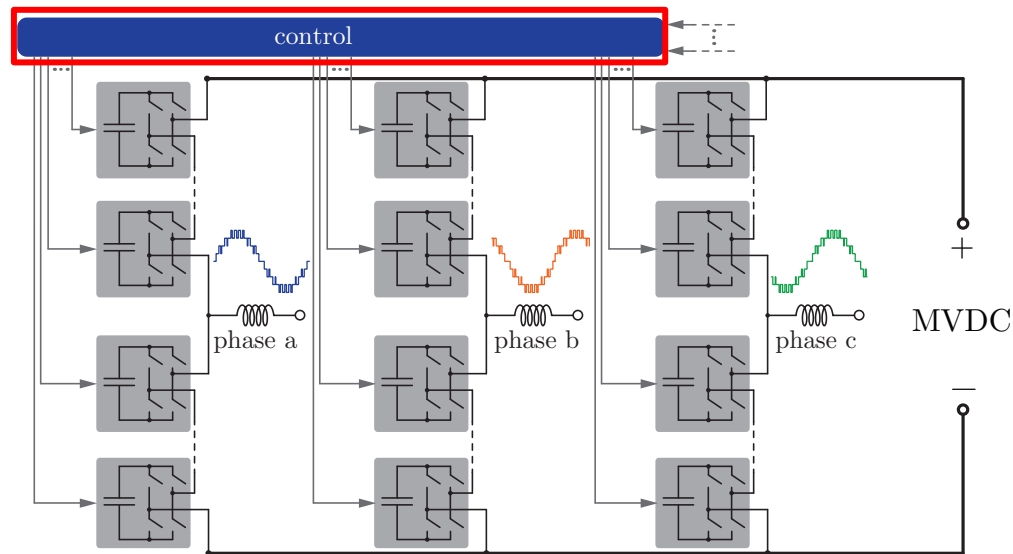 control
phase a
phase b
phase c
+
MVDC
−